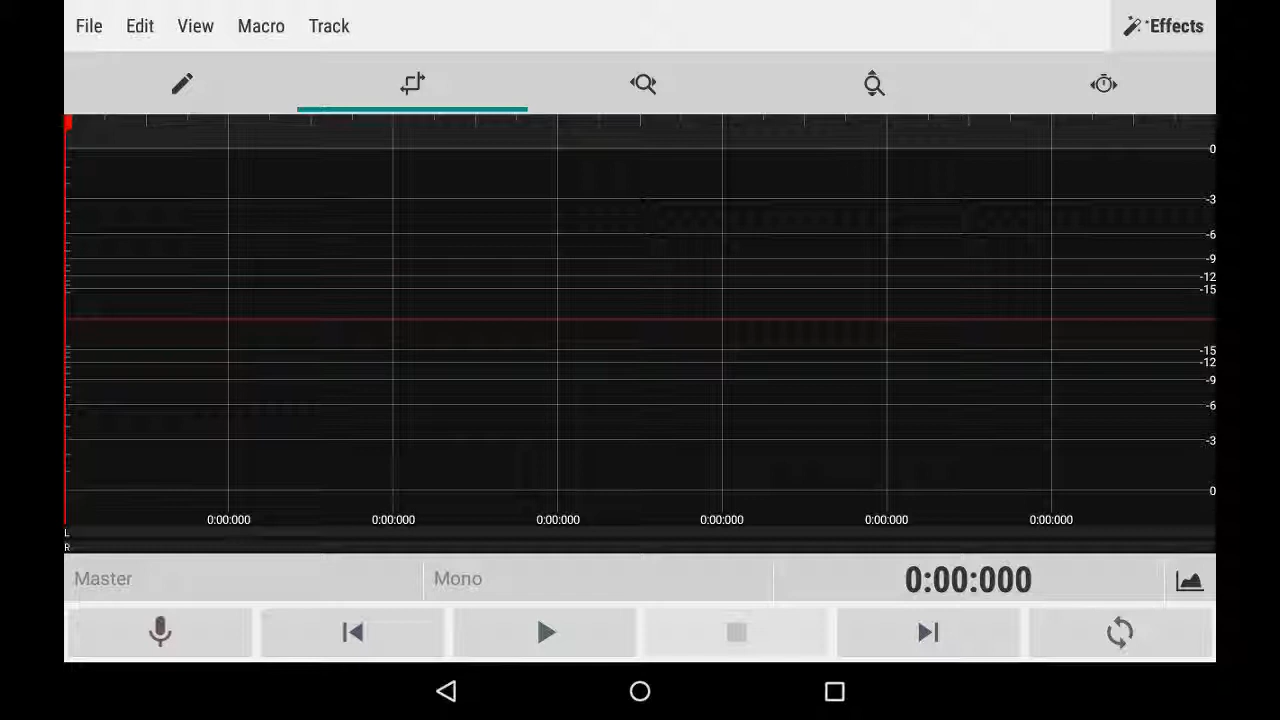 File Edit View Macro Track *Effects
0
-3
-6
-9
-12
-15
-15
-12
-9
-6
-3
0
0:00:000 0:00:000 0:00:000 0:00:000 0:00:000 0:00:000
L
R
Master Mono 0:00:000